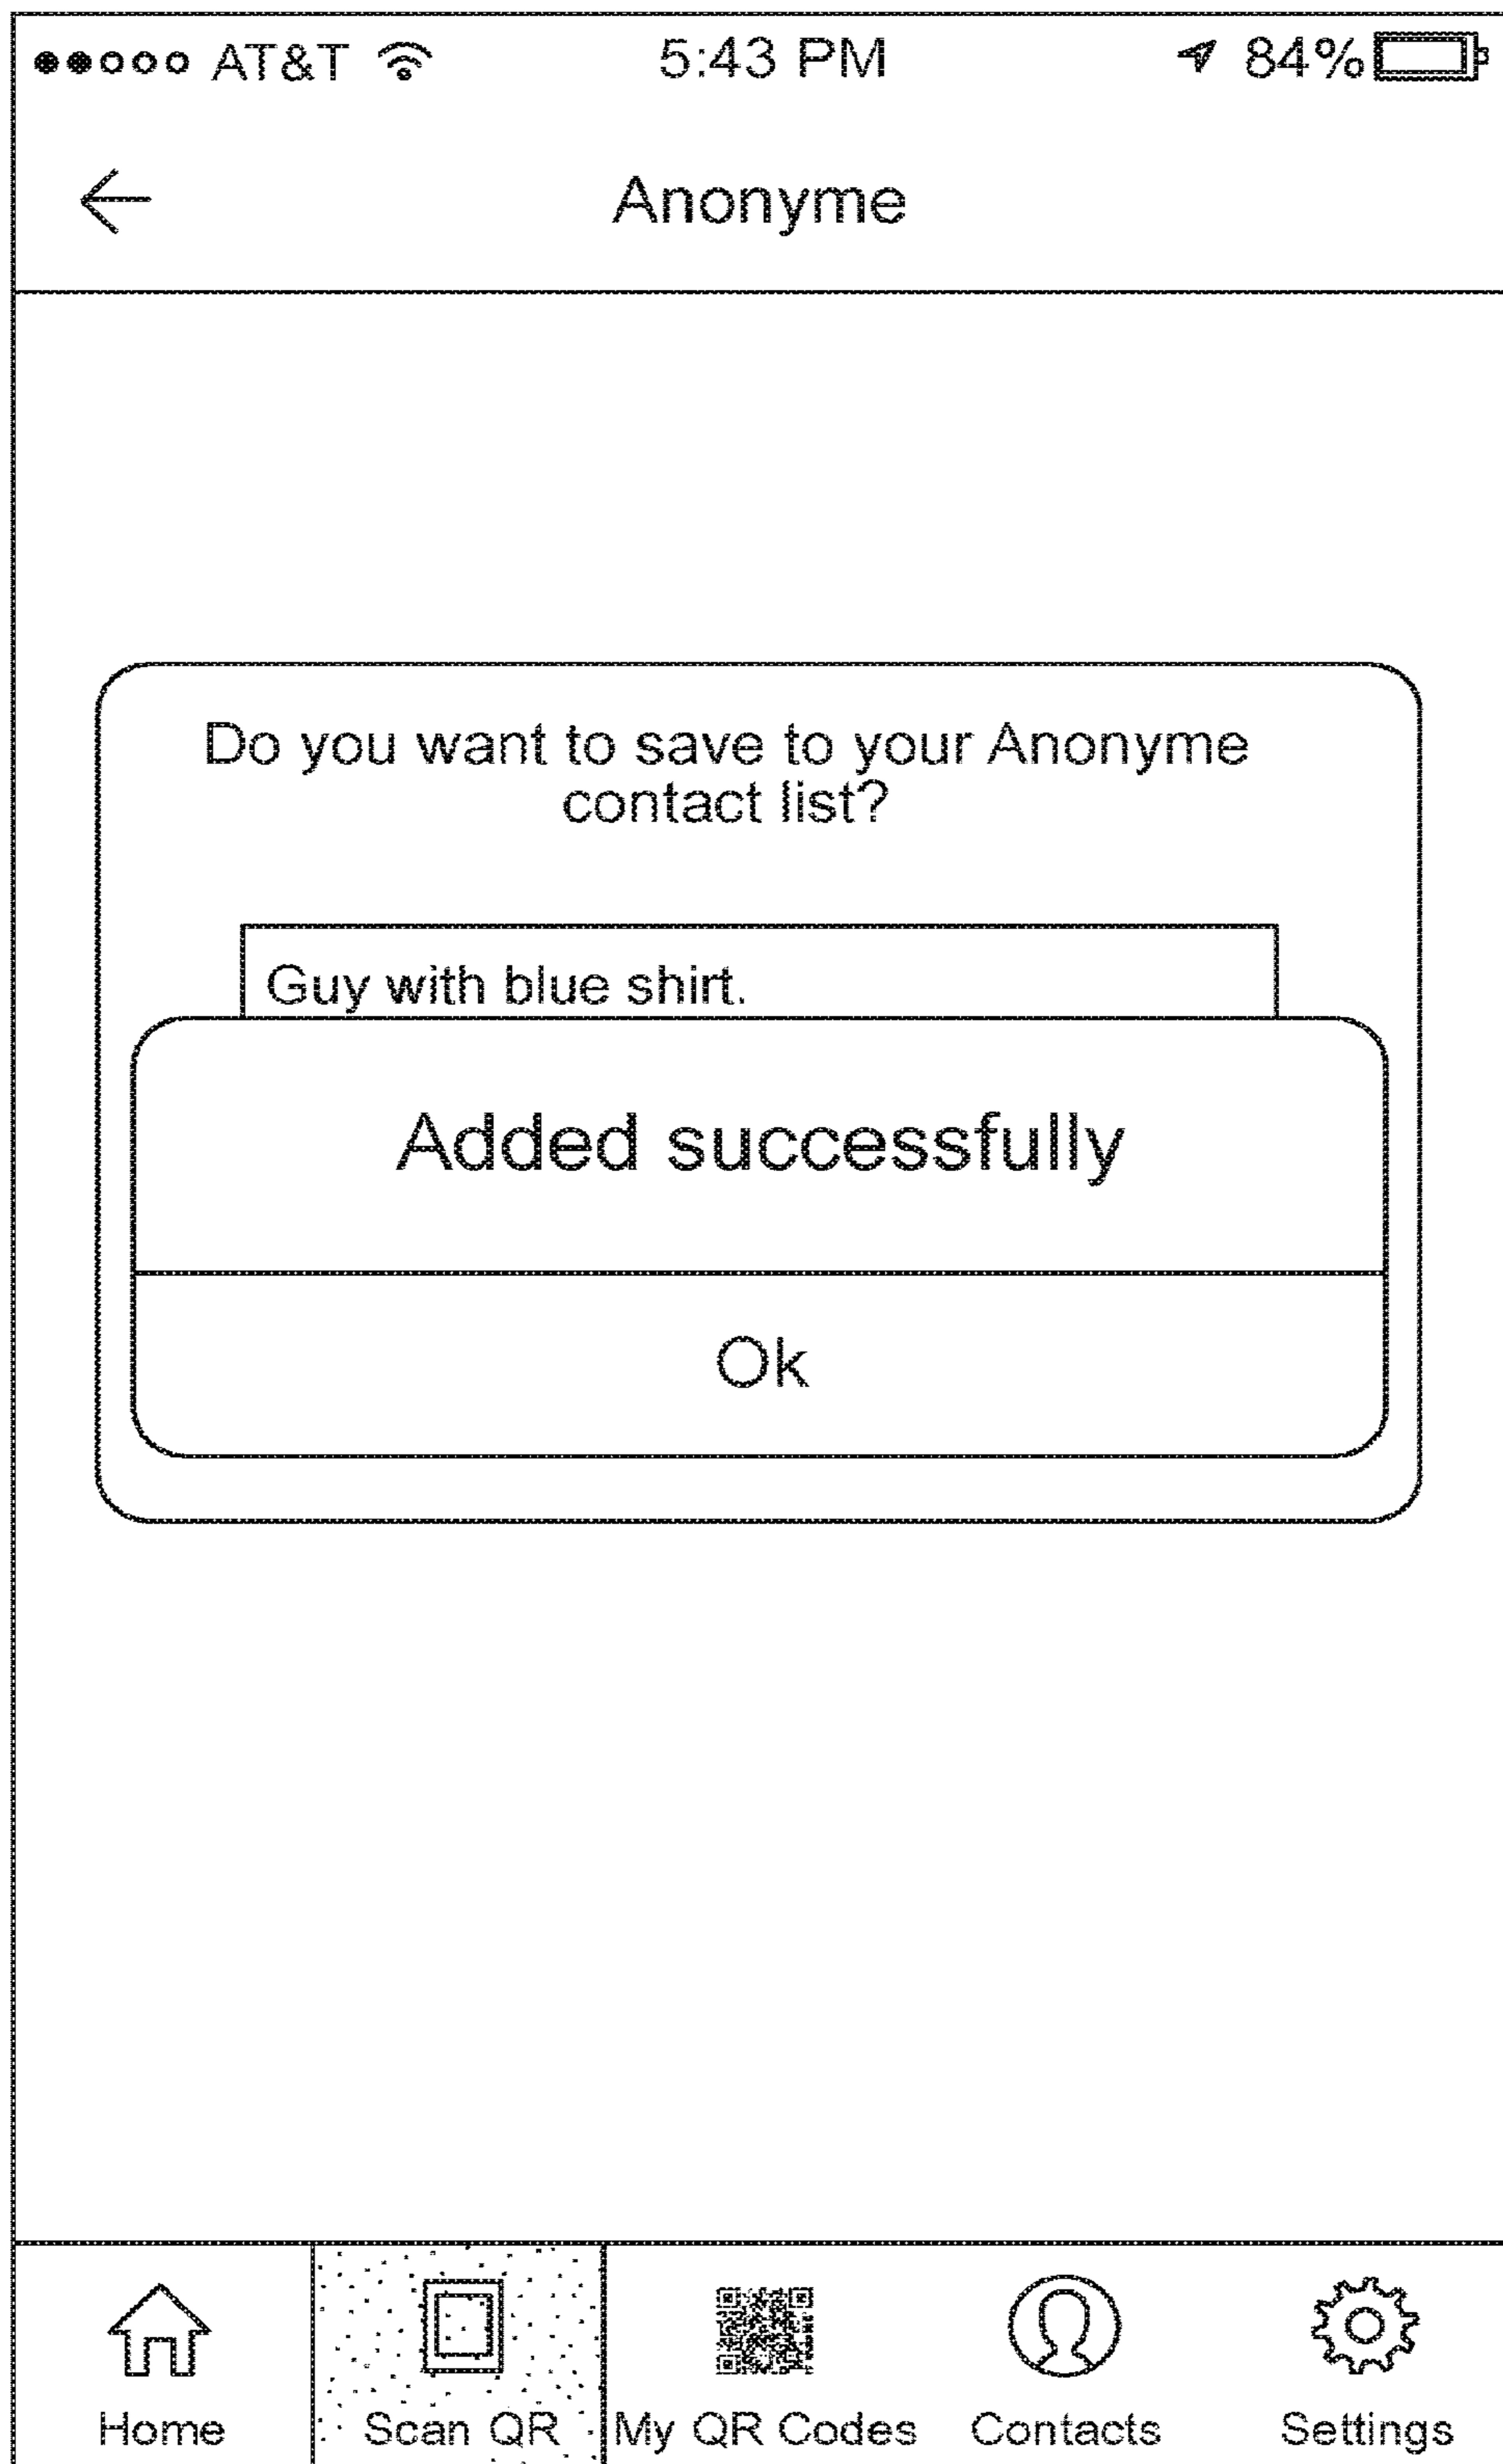 AT&T 5:43 PM 84%
Anonyme
Do you want to save to your Anonyme
contact list?
Guy with blue shirt.
Added successfully
Ok
Home Scan QR My QR Codes Contacts Settings